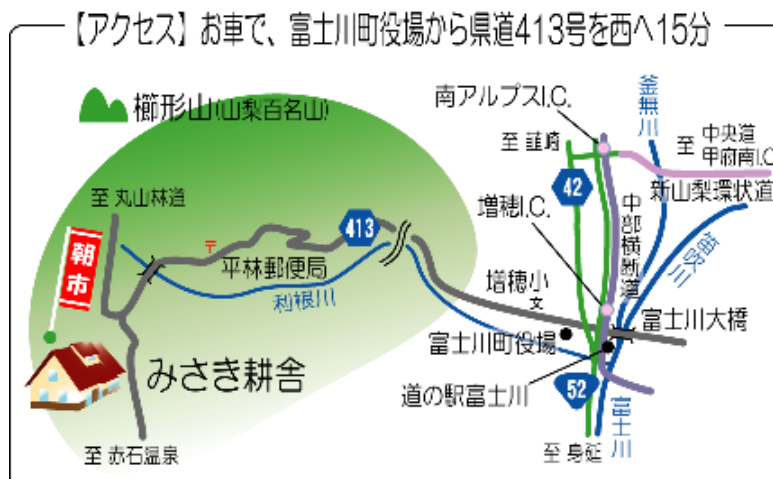 【アクセス】お車で、富士川町役場から県道413号を西へ15分
櫛形山(山梨百名山)
南アルプスI.C.
釜無川
至 韮崎
至 中央道
甲府南I.C
至 丸山林道
42
新山梨環状道
413
増穂I.C.
中部横断道
笛吹川
朝市
〒
平林郵便局
利根川
増穂小
文
富士川大橋
富士川町役場
みさき耕舎
道の駅富士川
52
富士川
至 赤石温泉
至 身延